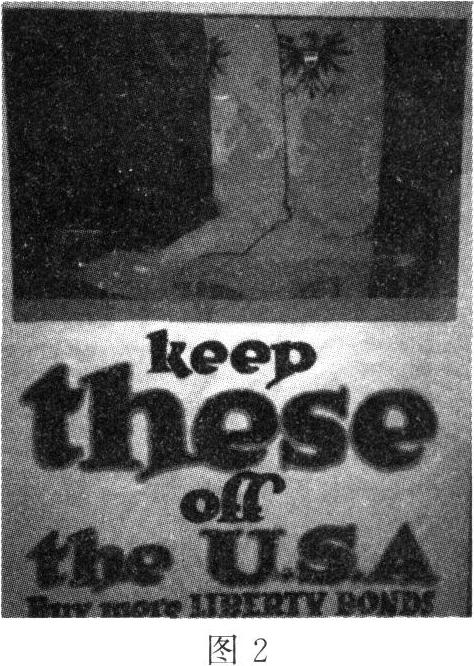 keep
these
off
the U.S.A
Buy more LIBERTY BONDS
图 2